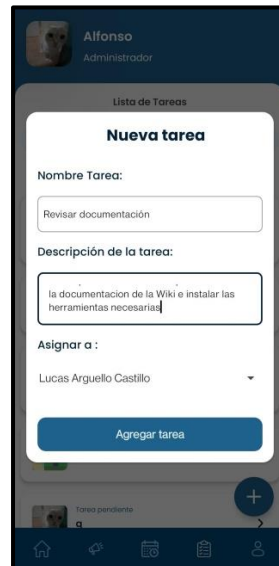 Alfonso
Administrador
Lista de Tareas
Nueva tarea
Nombre Tarea:
Revisar documentación
Descripción de la tarea:
la documentacion de la Wiki e instalar las
herramientas necesarias
Asignar a :
Lucas Arguello Castillo
Agregar tarea
Tarea pendiente